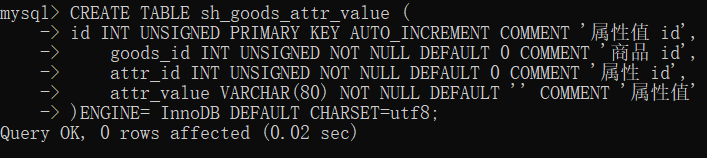 mysql> CREATE TABLE sh_goods_attr_value (
    -> id INT UNSIGNED PRIMARY KEY AUTO_INCREMENT COMMENT '属性值 id',
    ->     goods_id INT UNSIGNED NOT NULL DEFAULT 0 COMMENT '商品 id',
    ->     attr_id INT UNSIGNED NOT NULL DEFAULT 0 COMMENT '属性 id',
    ->     attr_value VARCHAR(80) NOT NULL DEFAULT '' COMMENT '属性值'
    -> )ENGINE= InnoDB DEFAULT CHARSET=utf8;
Query OK, 0 rows affected (0.02 sec)